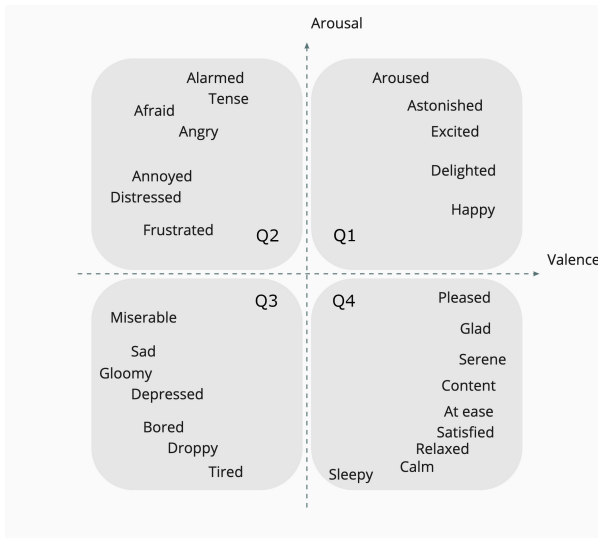 Arousal
Alarmed
Tense
Afraid
Angry
Annoyed
Distressed
Frustrated
Q2
Aroused
Astonished
Excited
Delighted
Happy
Q1
Valence
Q3
Miserable
Sad
Gloomy
Depressed
Bored
Droppy
Tired
Q4
Pleased
Glad
Serene
Content
At ease
Satisfied
Relaxed
Calm
Sleepy